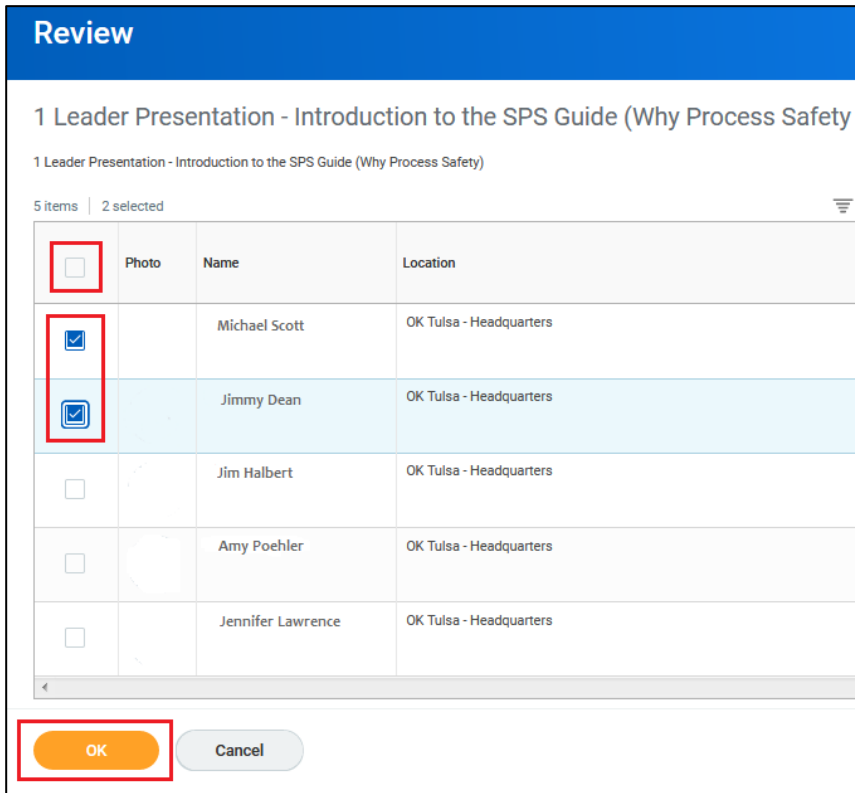 Review
1 Leader Presentation - Introduction to the SPS Guide (Why Process Safety
1 Leader Presentation - Introduction to the SPS Guide (Why Process Safety)
5 items | 2 selected
Photo Name Location
Michael Scott OK Tulsa - Headquarters
Jimmy Dean OK Tulsa - Headquarters
Jim Halbert OK Tulsa - Headquarters
Amy Poehler OK Tulsa - Headquarters
Jennifer Lawrence OK Tulsa - Headquarters
OK Cancel